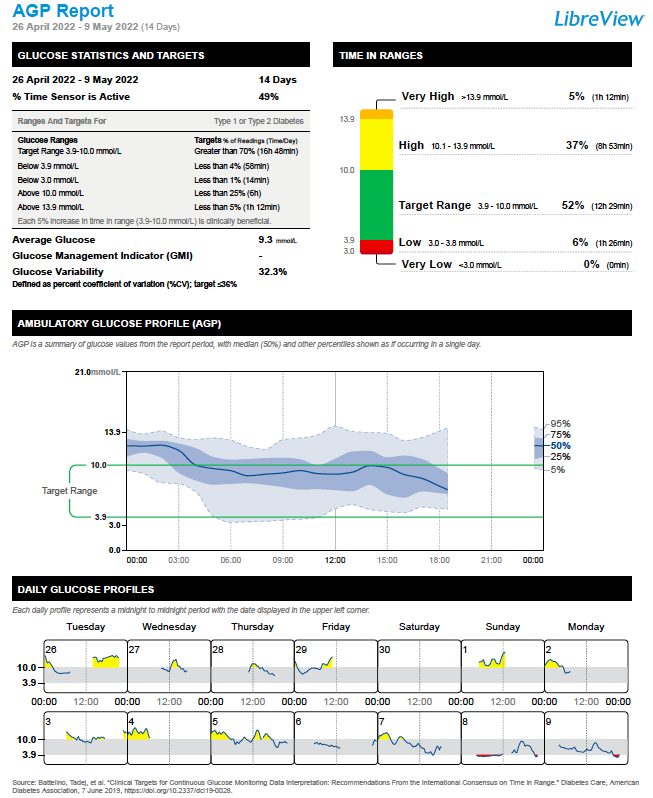 AGP Report
LibreView
26 April 2022 - 9 May 2022 (14 Days)
GLUCOSE STATISTICS AND TARGETS
26 April 2022 - 9 May 2022 14 Days
% Time Sensor is Active 49%
Ranges And Targets For Type 1 or Type 2 Diabetes
Glucose Ranges Targets % of Readings (Time/Day)
Target Range 3.9-10.0 mmol/L Greater than 70% (16h 48min)
Below 3.9 mmol/L Less than 4% (58min)
Below 3.0 mmol/L Less than 1% (14min)
Above 10.0 mmol/L Less than 25% (6h)
Above 13.9 mmol/L Less than 5% (1h 12min)
Each 5% increase in time in range (3.9-10.0 mmol/L) is clinically beneficial.
Average Glucose 9.3 mmol/L
Glucose Management Indicator (GMI) -
Glucose Variability 32.3%
Defined as percent coefficient of variation (%CV); target ≤36%
TIME IN RANGES
Very High >13.9 mmol/L 5% (1h 12min)
13.9
High 10.1 - 13.9 mmol/L 37% (8h 53min)
10.0
Target Range 3.9 - 10.0 mmol/L 52% (12h 29min)
3.9
Low 3.0 - 3.8 mmol/L 6% (1h 26min)
3.0
Very Low <3.0 mmol/L 0% (0min)
AMBULATORY GLUCOSE PROFILE (AGP)
AGP is a summary of glucose values from the report period, with median (50%) and other percentiles shown as if occurring in a single day.
21.0mmol/L
13.9
10.0
Target Range
3.9
3.0
0.0
95%
75%
50%
25%
5%
00:00 03:00 06:00 09:00 12:00 15:00 18:00 21:00 00:00
DAILY GLUCOSE PROFILES
Each daily profile represents a midnight to midnight period with the date displayed in the upper left corner.
Tuesday Wednesday Thursday Friday Saturday Sunday Monday
26 27 28 29 30 1 2
10.0
3.9
00:00 12:00 00:00 12:00 00:00 12:00 00:00 12:00 00:00 12:00 00:00 12:00 00:00 12:00 00:00
3 4 5 6 7 8 9
10.0
3.9
Source: Battelino, Tadej, et al. "Clinical Targets for Continuous Glucose Monitoring Data Interpretation: Recommendations From the International Consensus on Time in Range." Diabetes Care, American
Diabetes Association, 7 June 2019, https://doi.org/10.2337/dci19-0028.